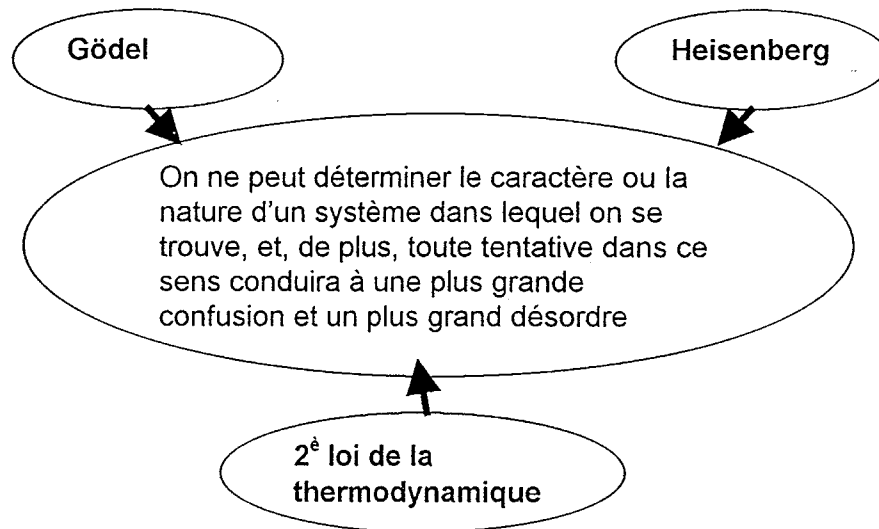 Gödel
Heisenberg
On ne peut déterminer le caractère ou la
nature d'un système dans lequel on se
trouve, et, de plus, toute tentative dans ce
sens conduira à une plus grande
confusion et un plus grand désordre
2è loi de la
thermodynamique